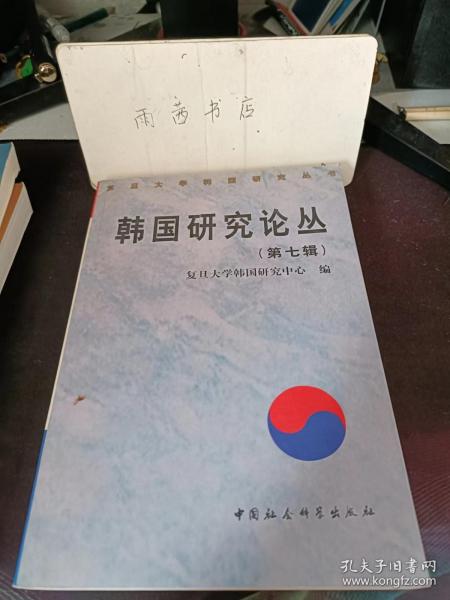 雨茜书店
复旦大学韩国研究丛书
韩国研究论丛
（第七辑）
复旦大学韩国研究中心 编
中国社会科学出版社
孔夫子旧书网
www.kongfz.com